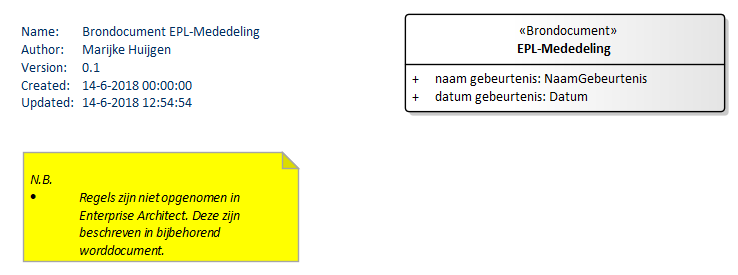 Name: Brondocument EPL-Mededeling
Author: Marijke Huijgen
Version: 0.1
Created: 14-6-2018 00:00:00
Updated: 14-6-2018 12:54:54
«Brondocument»
EPL-Mededeling
+ naam gebeurtenis: NaamGebeurtenis
+ datum gebeurtenis: Datum
N.B.
• Regels zijn niet opgenomen in
Enterprise Architect. Deze zijn
beschreven in bijbehorend
worddocument.